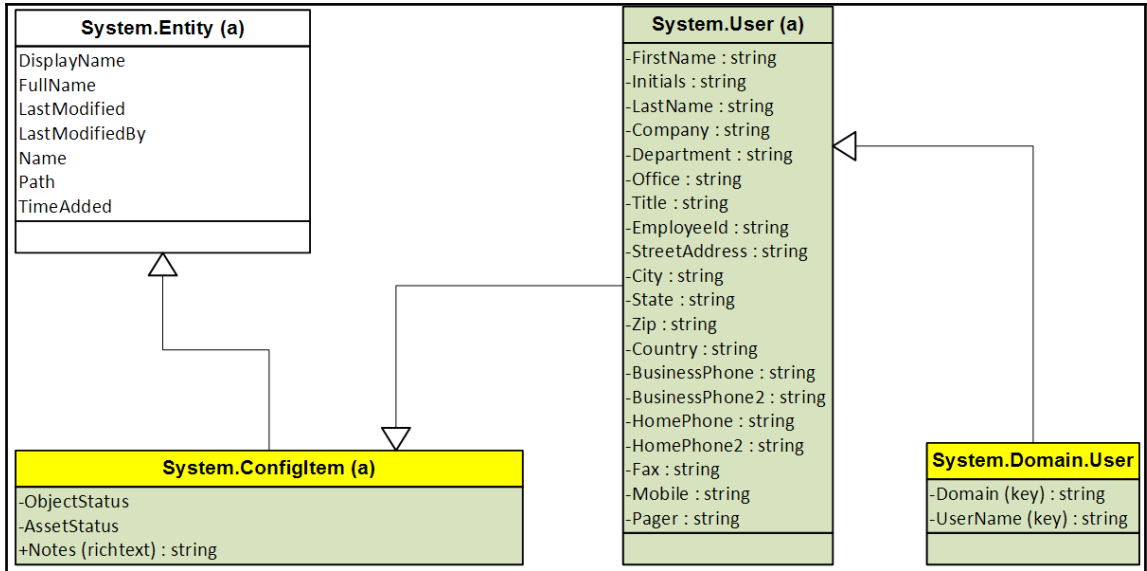 System.Entity (a)
DisplayName
FullName
LastModified
LastModifiedBy
Name
Path
TimeAdded
System.ConfigItem (a)
-ObjectStatus
-AssetStatus
+Notes (richtext) : string
System.User (a)
-FirstName : string
-Initials : string
-LastName : string
-Company : string
-Department : string
-Office : string
-Title : string
-EmployeeId : string
-StreetAddress : string
-City : string
-State : string
-Zip : string
-Country : string
-BusinessPhone : string
-BusinessPhone2 : string
-HomePhone : string
-HomePhone2 : string
-Fax : string
-Mobile : string
-Pager : string
System.Domain.User
-Domain (key) : string
-UserName (key) : string